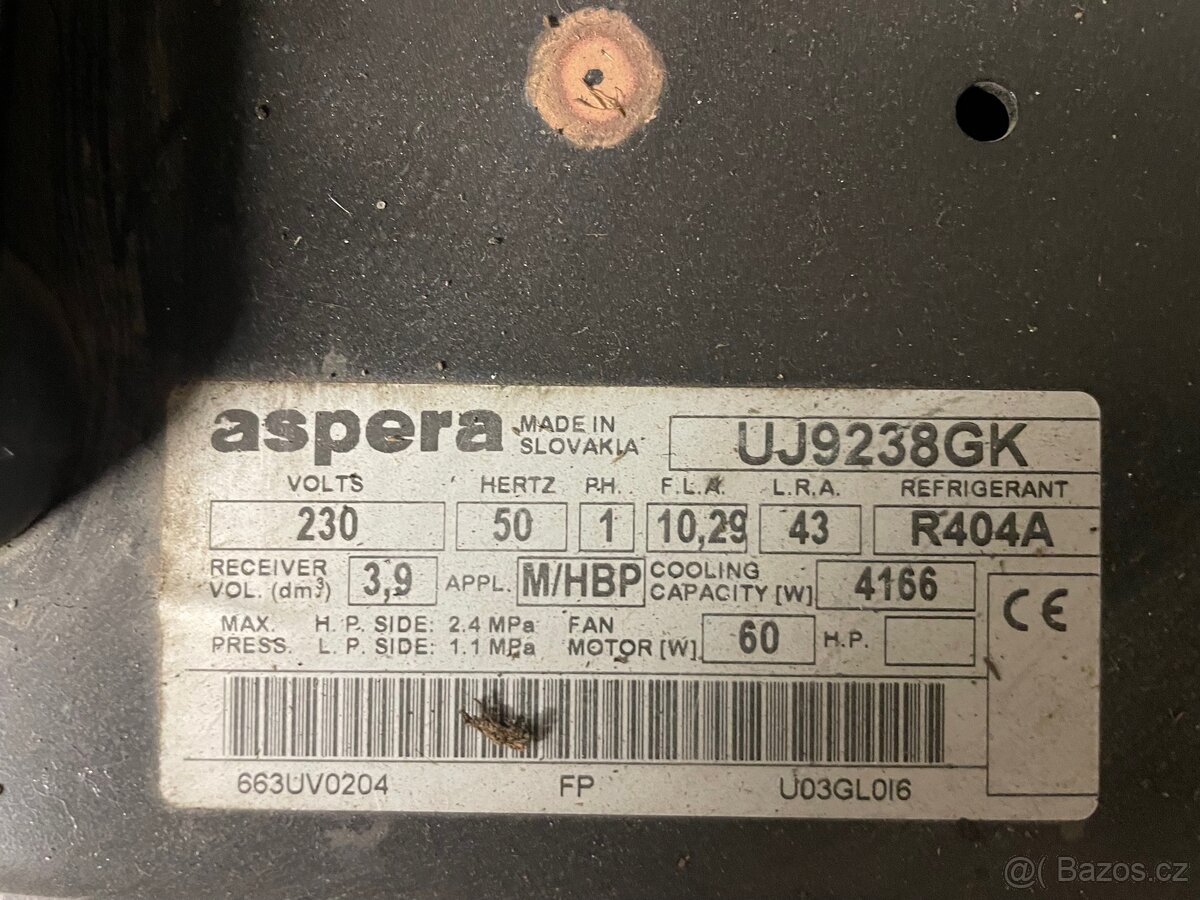 aspera MADE IN SLOVAKIA UJ9238GK
VOLTS HERTZ P.H. F.L.A. L.R.A. REFRIGERANT
230 50 1 10,29 43 R404A
RECEIVER VOL. (dm³) 3,9 APPL. M/HBP COOLING CAPACITY [W] 4166
MAX. PRESS. H. P. SIDE: 2.4 MPa FAN MOTOR [W] 60 H.P.
L. P. SIDE: 1.1 MPa
CE
663UV0204 FP U03GL0I6
@( Bazos.cz